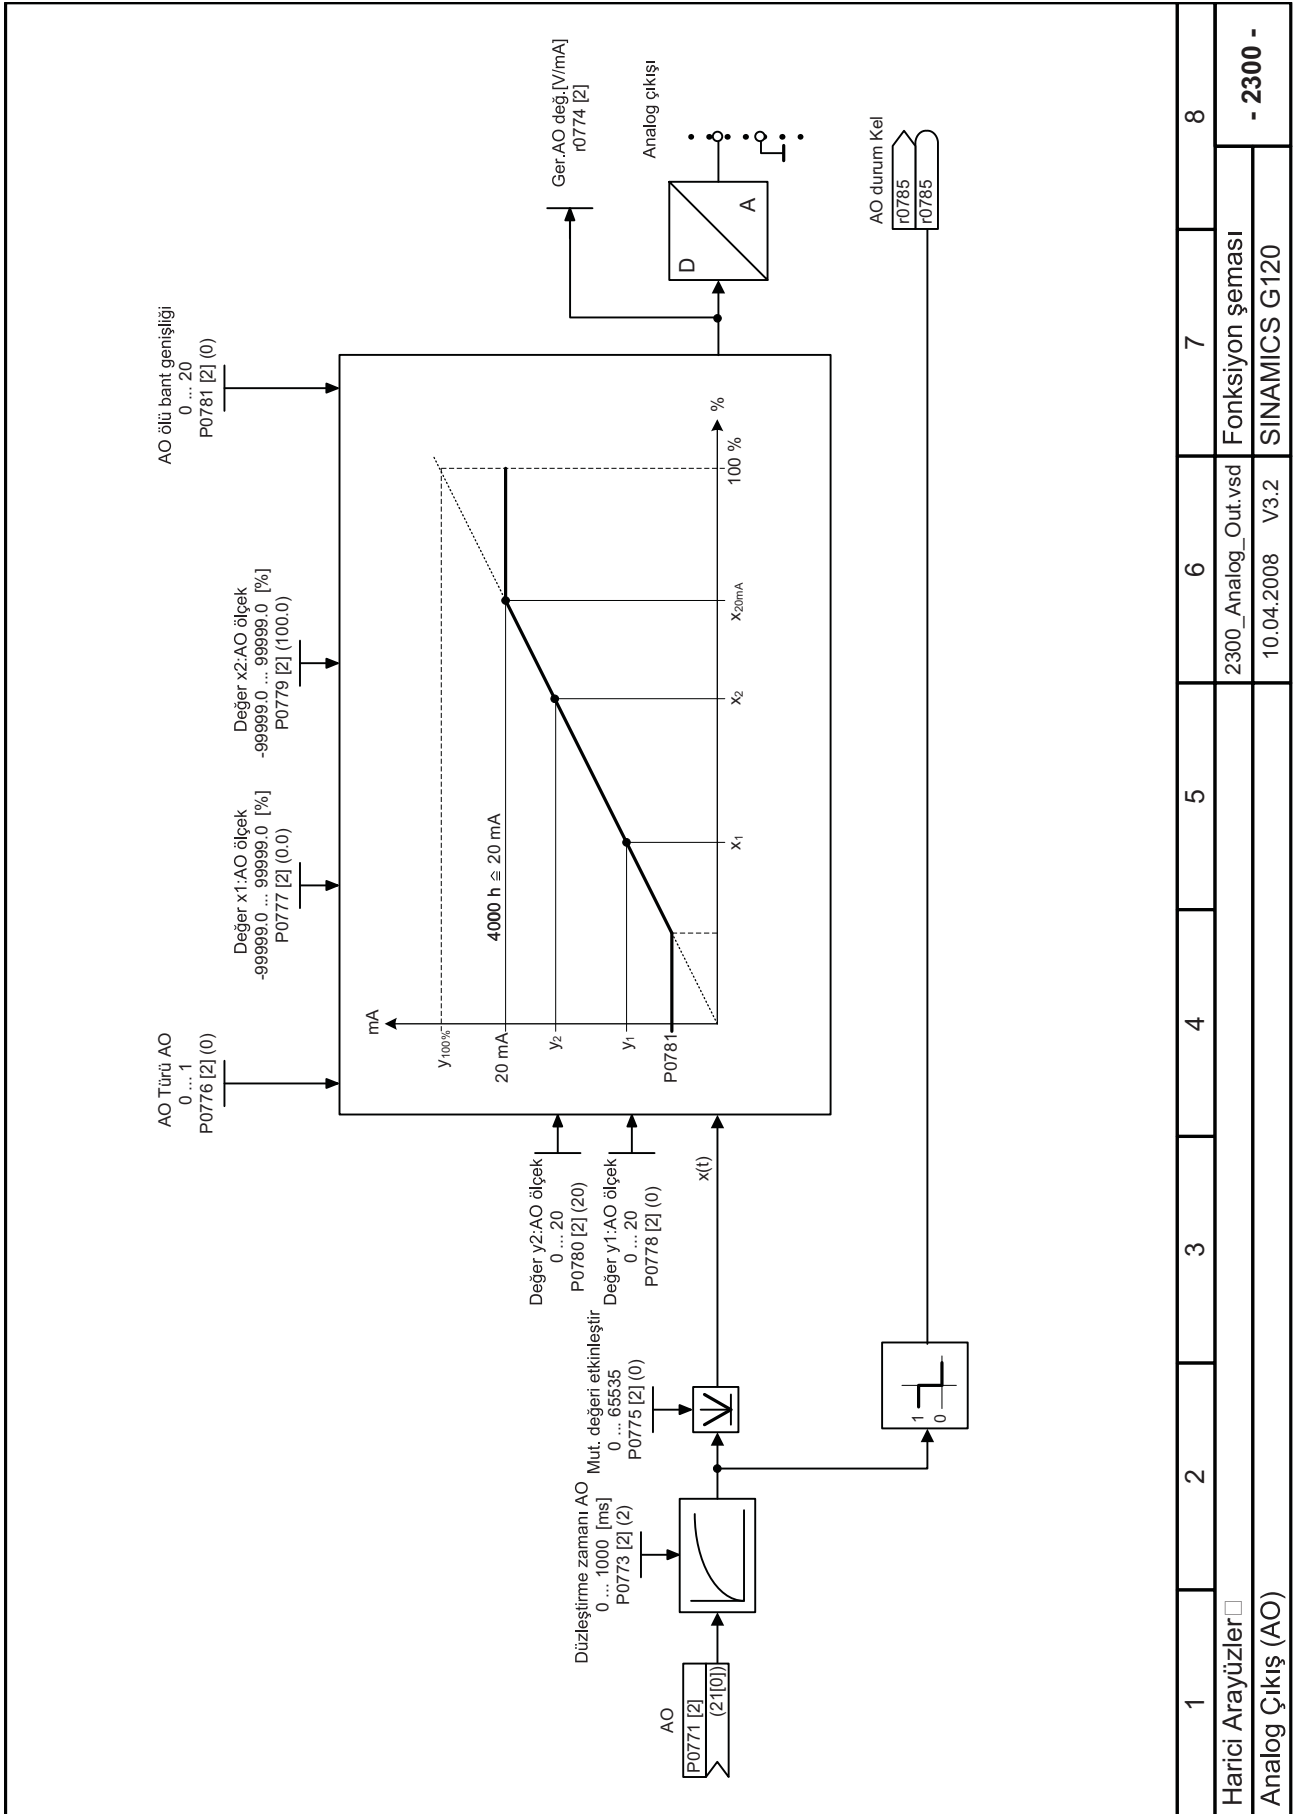 AO Türü AO
0 ... 1
P0776 [2] (0)
Değer x1:AO ölçek
-99999.0 ... 99999.0 [%]
P0777 [2] (0.0)
Değer x2:AO ölçek
-99999.0 ... 99999.0 [%]
P0779 [2] (100.0)
AO ölü bant genişliği
0 ... 20
P0781 [2] (0)
mA
y100%
20 mA
y2
y1
P0781
4000 h ≙ 20 mA
x1
x2
x20mA
100 %
%
Değer y2:AO ölçek
0 ... 20
P0780 [2] (20)
Değer y1:AO ölçek
0 ... 20
P0778 [2] (0)
x(t)
Ger.AO değ.[V/mA]
r0774 [2]
Analog çıkışı
D
A
Düzleştirme zamanı AO
0 ... 1000 [ms]
P0773 [2] (2)
Mut. değeri etkinleştir
0 ... 65535
P0775 [2] (0)
AO
P0771 [2]
(21[0])
1
0
AO durum Kel
r0785
r0785
1 2 3 4 5 6 7 8
Harici Arayüzler□
2300_Analog_Out.vsd
Fonksiyon şeması
- 2300 -
Analog Çıkış (AO)
10.04.2008 V3.2
SINAMICS G120